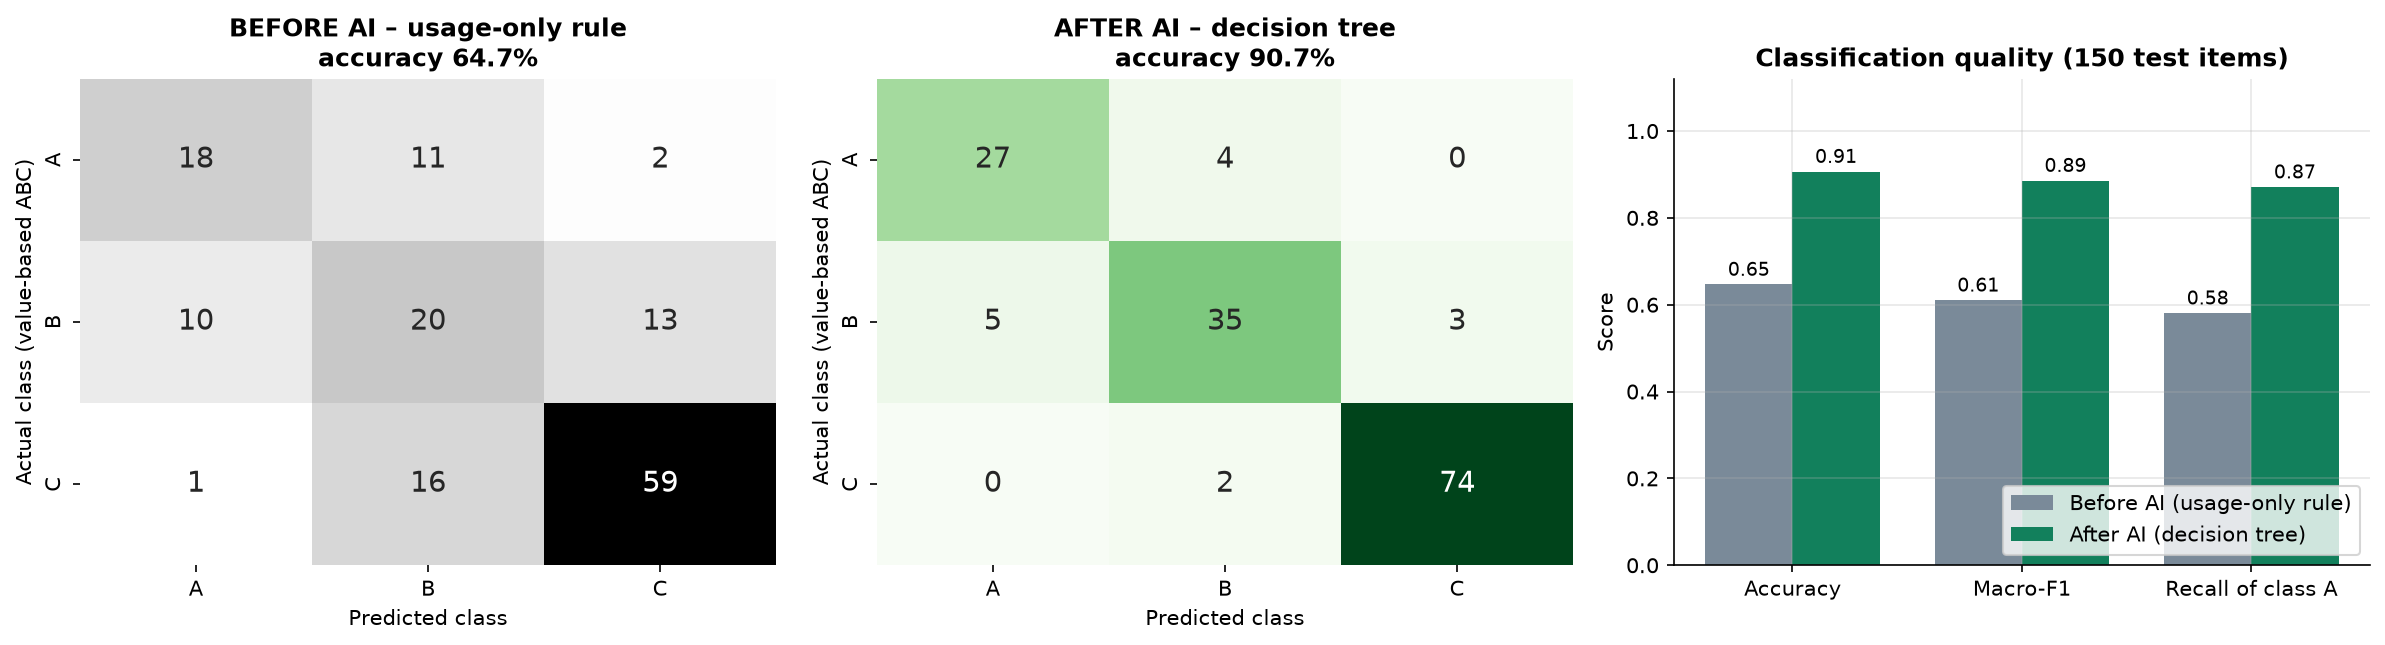 BEFORE AI – usage-only rule
accuracy 64.7%
Actual class (value-based ABC)
A
B
C
18 11 2
10 20 13
1 16 59
A B C
Predicted class
AFTER AI – decision tree
accuracy 90.7%
Actual class (value-based ABC)
A
B
C
27 4 0
5 35 3
0 2 74
A B C
Predicted class
Classification quality (150 test items)
Score
1.0
0.8
0.6
0.4
0.2
0.0
0.65 0.91 0.61 0.89 0.58 0.87
Before AI (usage-only rule)
After AI (decision tree)
Accuracy Macro-F1 Recall of class A